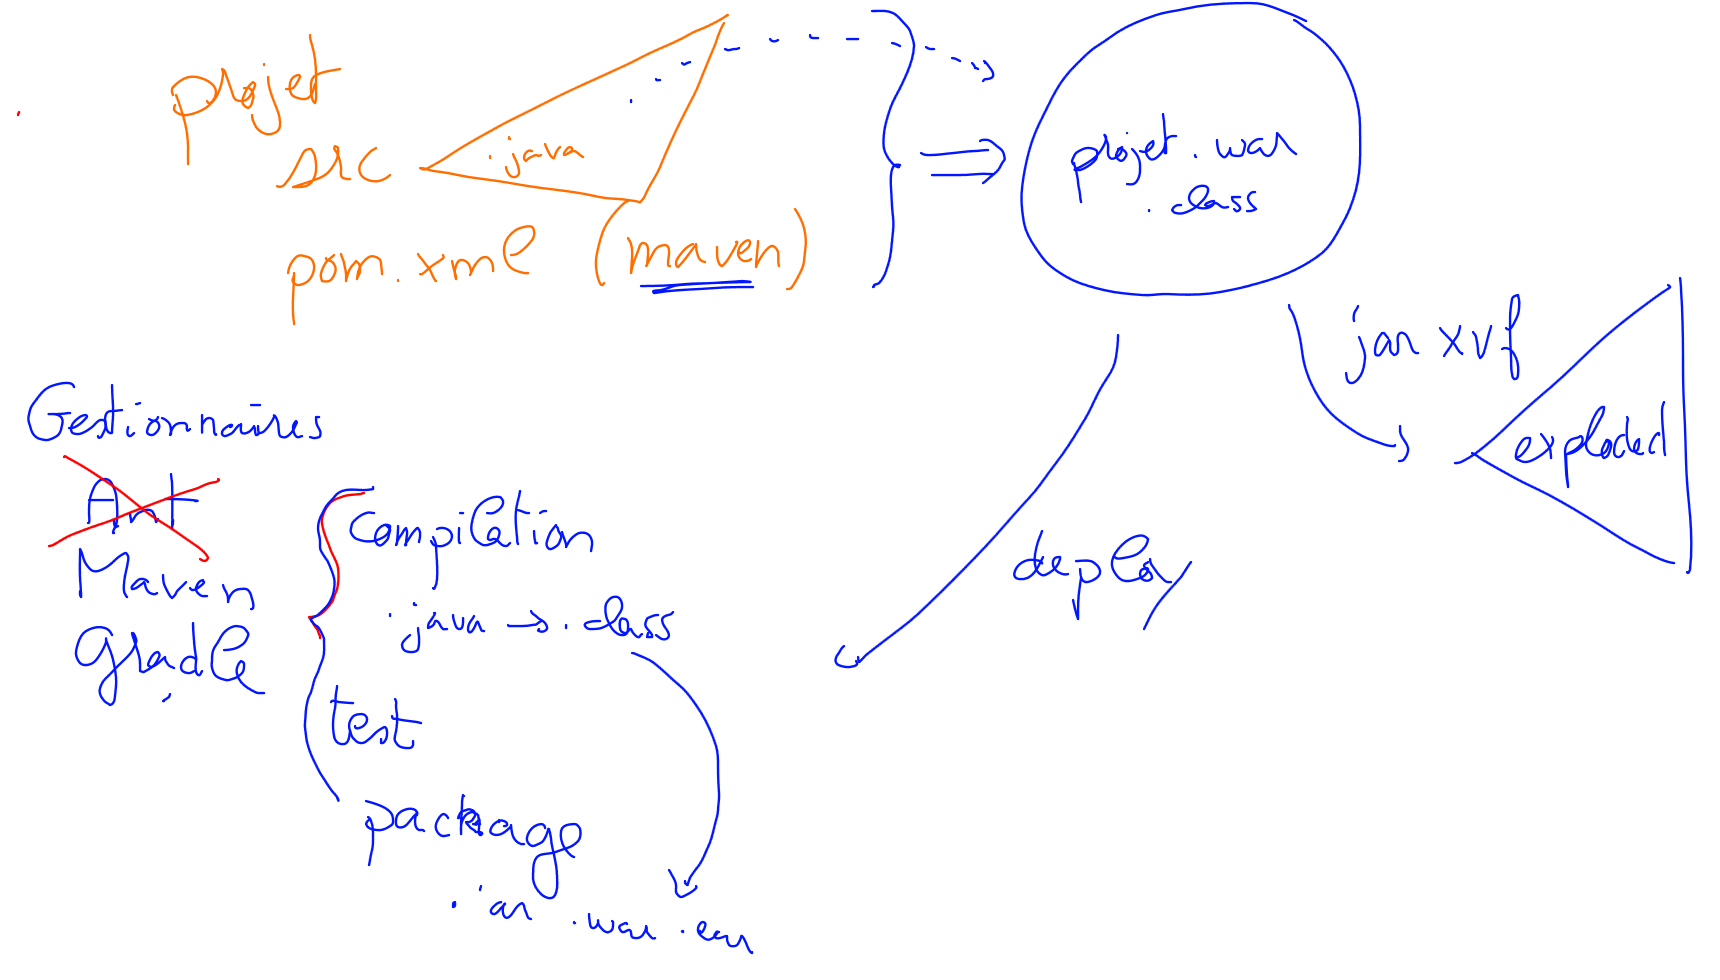 projet
src .java
pom.xml (maven)
projet.war
.class
jar xvf
exploded
deploy
Gestionnaires
Ant
Maven
gradle
compilation
.java → .class
test
package
.jar .war .ear